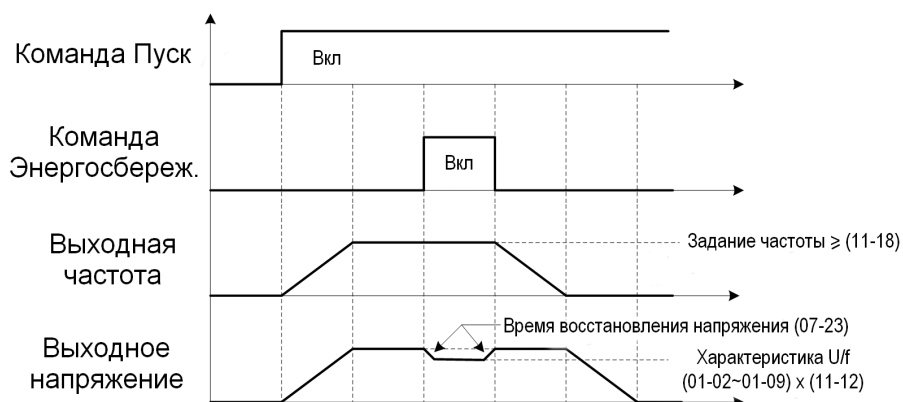 Команда Пуск
Вкл
Команда
Энергосбереж.
Вкл
Выходная
частота
Задание частоты ⩾ (11-18)
Выходное
напряжение
Время восстановления напряжения (07-23)
Характеристика U/f
(01-02~01-09) x (11-12)